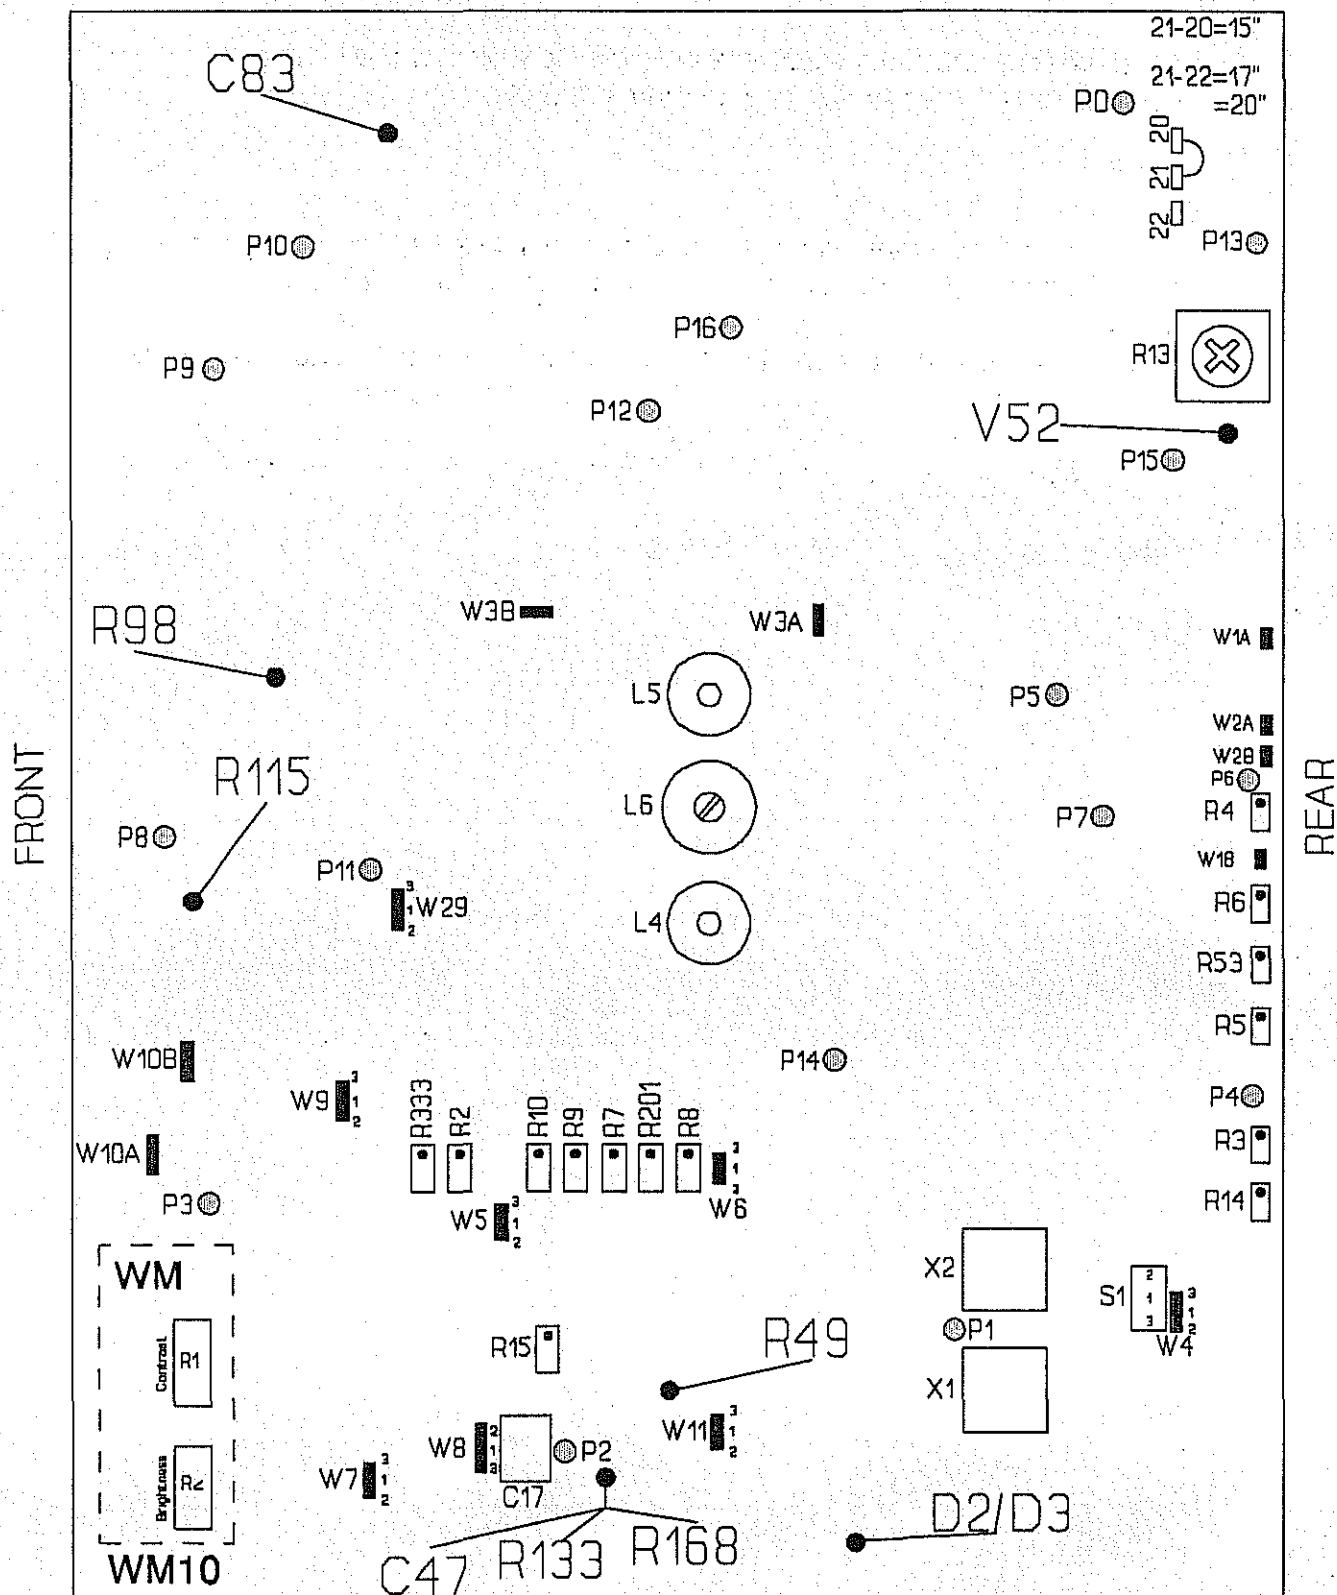 21-20=15"
C83
21-22=17"
=20"
P0
20
21
22
P10
P13
P16
R13
P9
P12
V52
P15
W3B
W3A
R98
W1A
L5
P5
W2A
FRONT
W2B
R115
P6
REAR
L6
R4
P8
P7
W18
P11
3
1
2
W29
R6
L4
R53
R5
W10B
P14
W9
3
1
2
R333
R2
R10
R9
R7
R201
R8
P4
W10A
3
1
3
W6
R3
P3
W5
3
1
2
R14
WM
X2
S1
2
1
3
3
1
2
W4
Contrast
R1
R15
R49
P1
X1
W8
2
1
3
P2
W11
3
1
2
Brightness
R2
W7
3
1
2
C17
D2/D3
WM10
C47
R133
R168